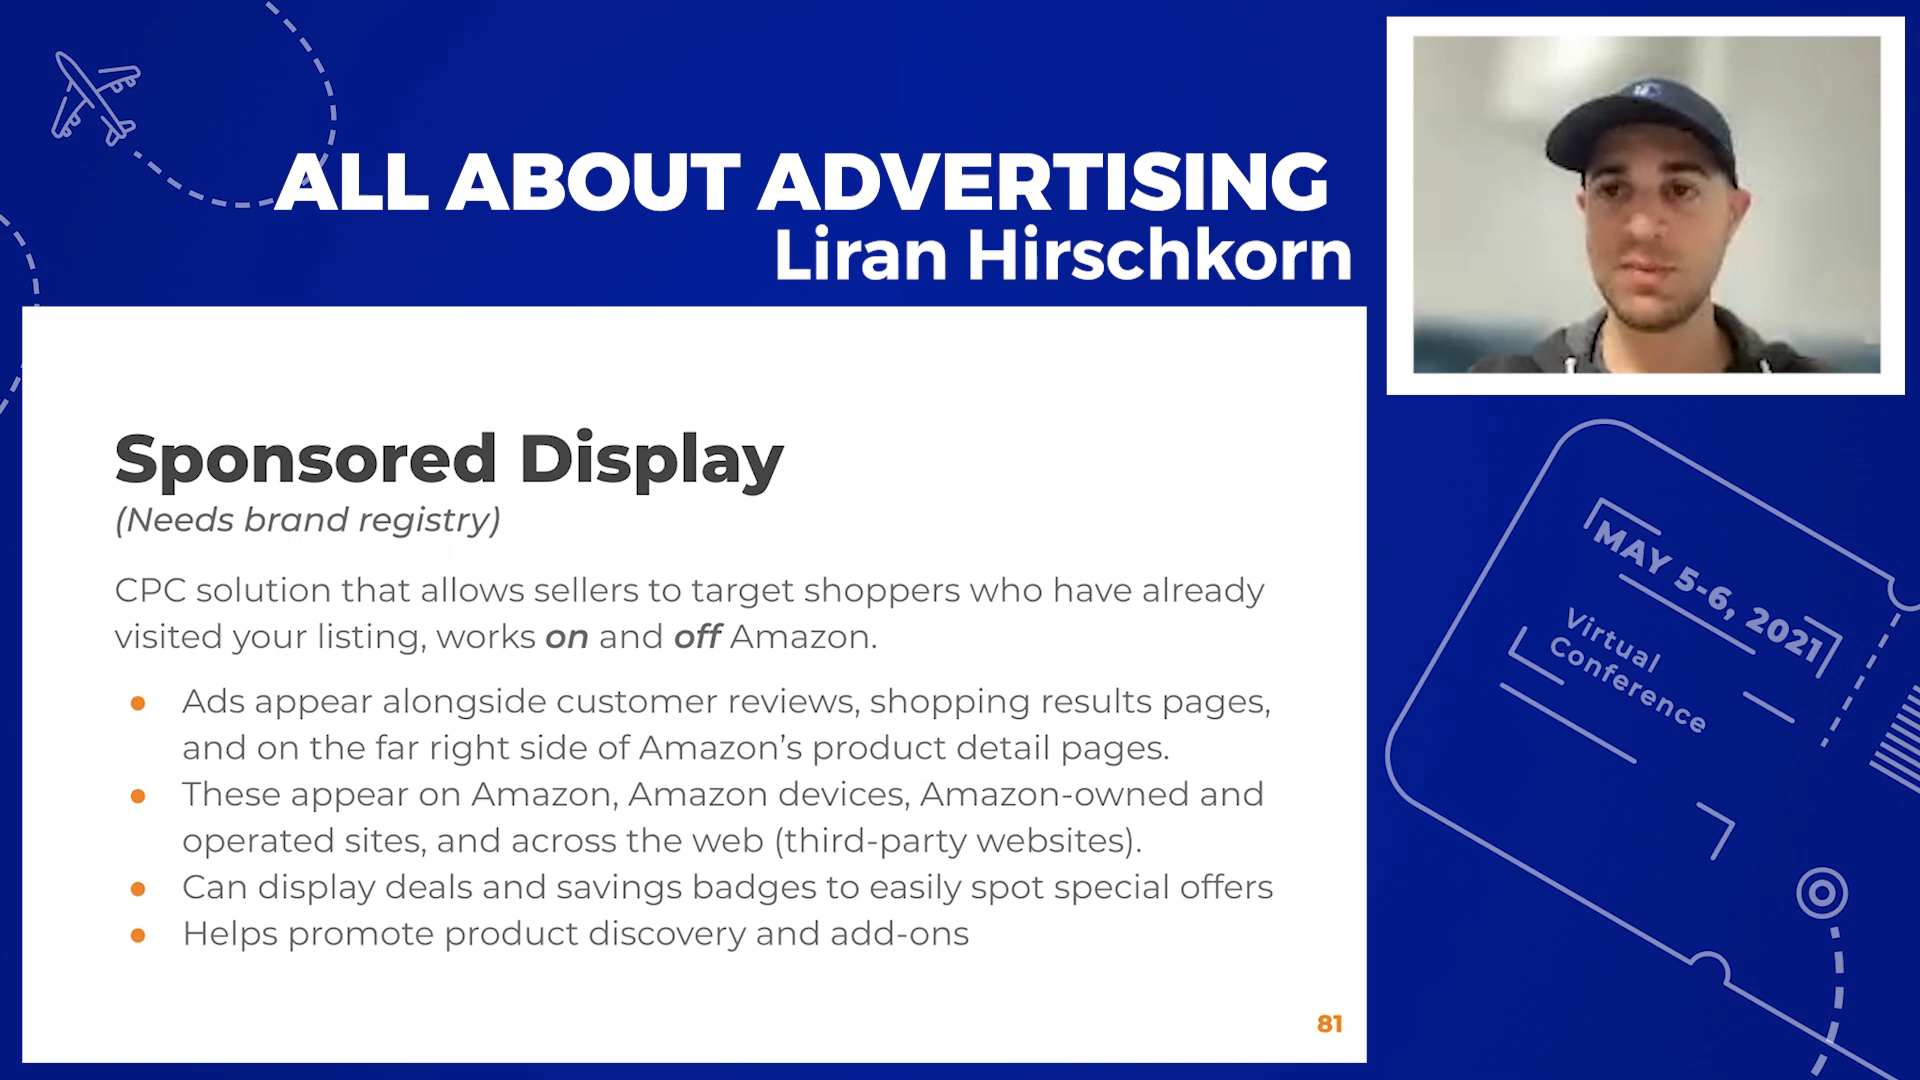 ALL ABOUT ADVERTISING
Liran Hirschkorn
Sponsored Display
(Needs brand registry)
CPC solution that allows sellers to target shoppers who have already
visited your listing, works on and off Amazon.
● Ads appear alongside customer reviews, shopping results pages,
and on the far right side of Amazon’s product detail pages.
● These appear on Amazon, Amazon devices, Amazon-owned and
operated sites, and across the web (third-party websites).
● Can display deals and savings badges to easily spot special offers
● Helps promote product discovery and add-ons
81
MAY 5-6, 2021
Virtual
Conference